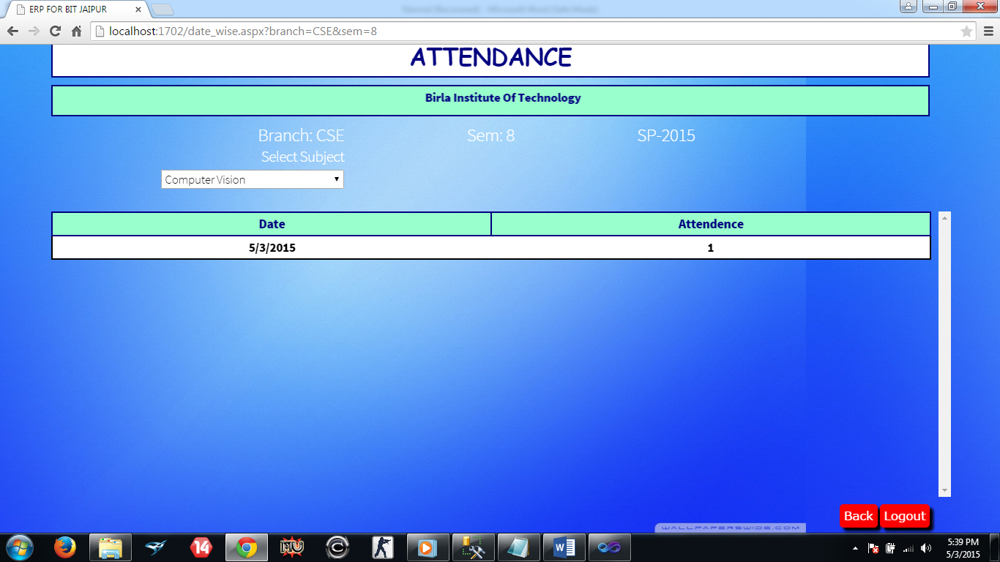 ERP FOR BIT JAIPUR
localhost:1702/date_wise.aspx?branch=CSE&sem=8
ATTENDANCE
Birla Institute Of Technology
Branch: CSE Sem: 8 SP-2015
Select Subject
Computer Vision
Date Attendence
5/3/2015 1
Back Logout
WALLPAPERSWIDE.COM
14
MU
5:39 PM
5/3/2015